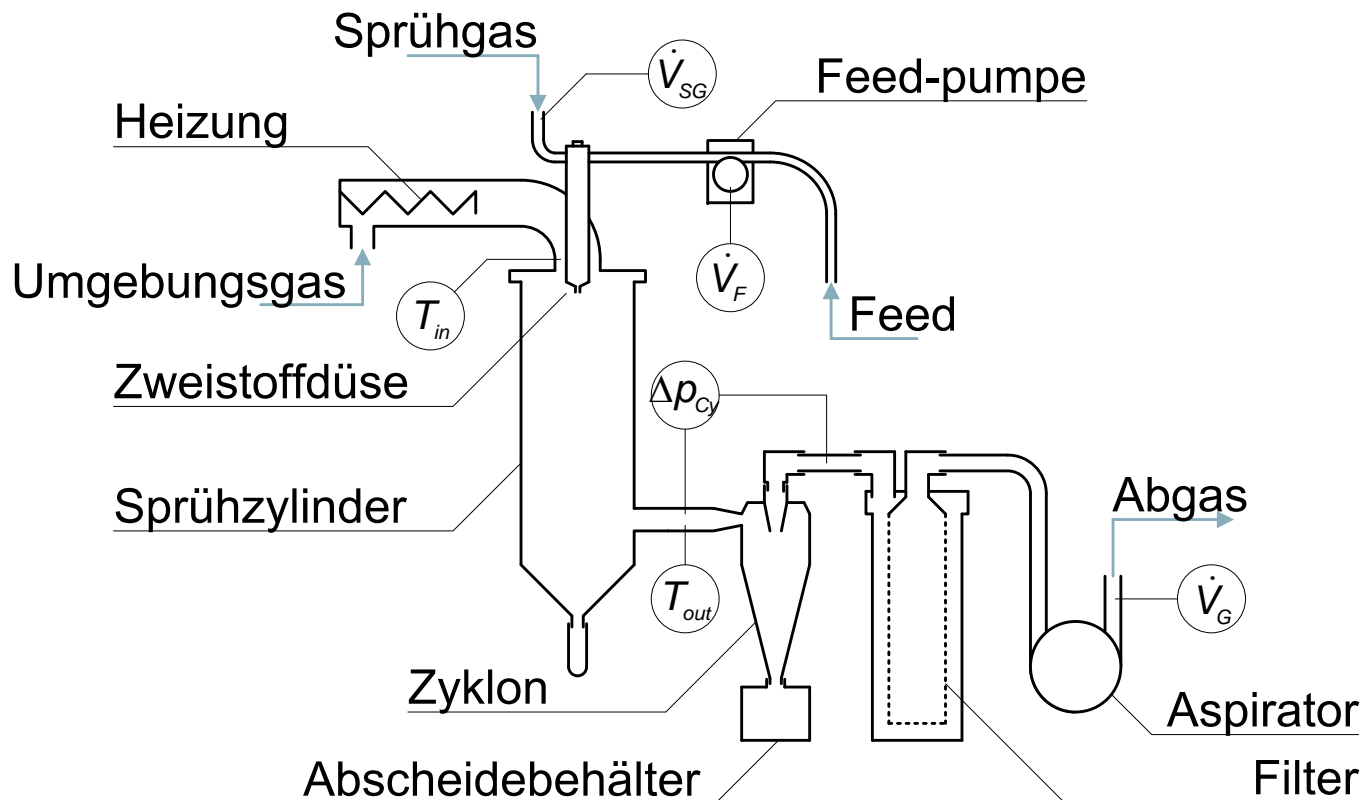 Sprühgas
V̇SG
Feed-pumpe
Heizung
Umgebungsgas
Tin
V̇F
Feed
Zweistoffdüse
ΔpCy
Sprühzylinder
Abgas
Tout
V̇G
Zyklon
Aspirator
Abscheidebehälter
Filter